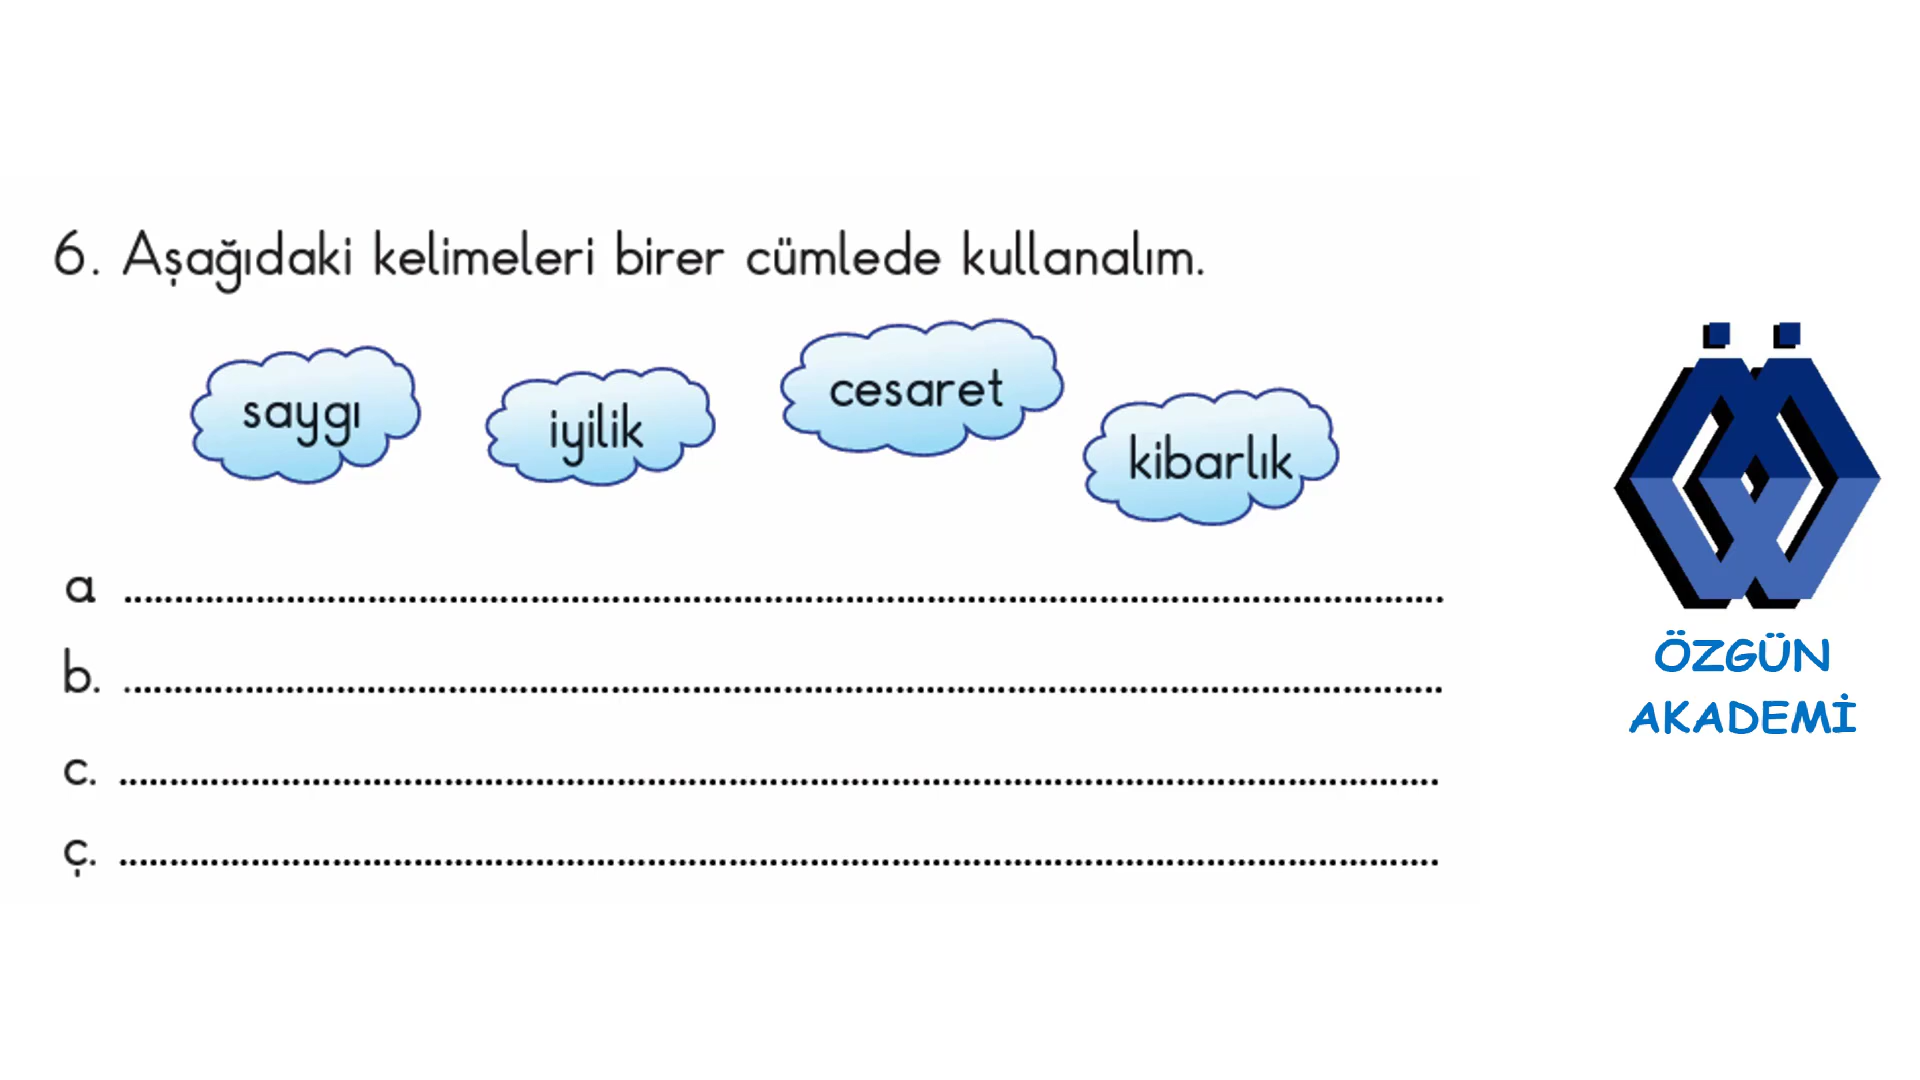 6. Aşağıdaki kelimeleri birer cümlede kullanalım.
saygı
iyilik
cesaret
kibarlık
a ..........................................................................
b. ..........................................................................
c. ..........................................................................
ç. ..........................................................................
ÖZGÜN
AKADEMİ